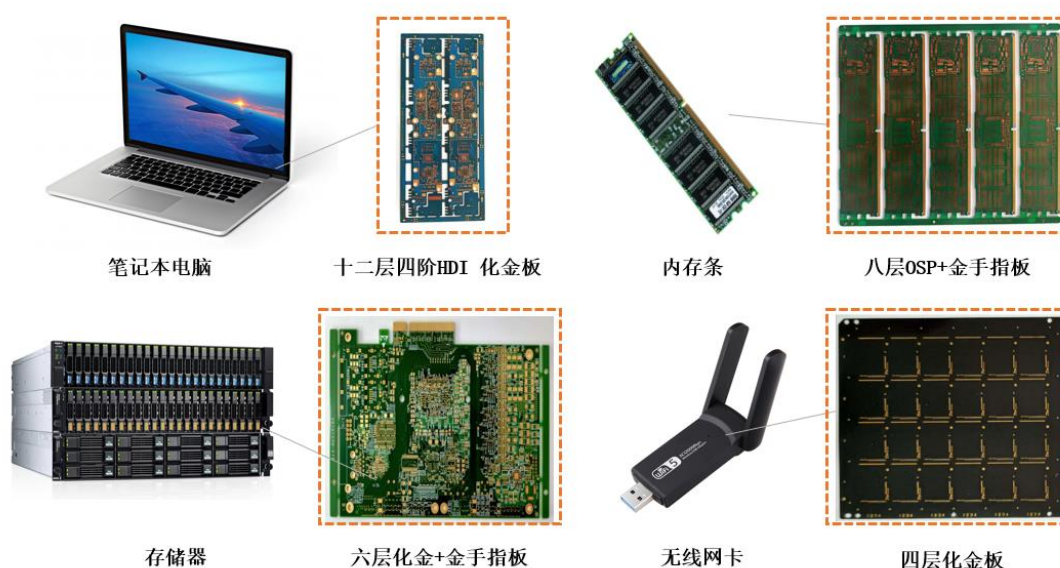 笔记本电脑
十二层四阶HDI 化金板
内存条
八层OSP+金手指板
存储器
六层化金+金手指板
无线网卡
四层化金板